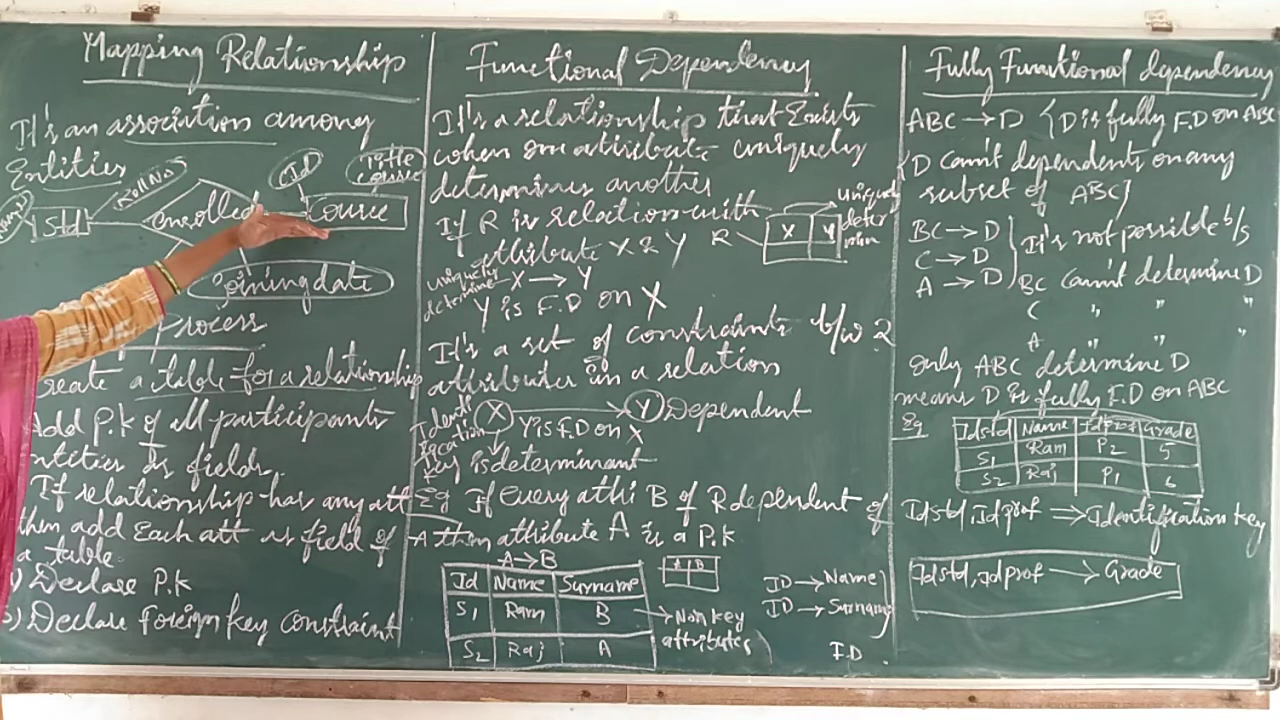 Mapping Relationship
It's an association among
Entities
Roll No
Id
Title
course
Std
enrolled
Course
Joining date
Process
reate a table for a relationship
Add P.K of all participants
ntities as fields.
If relationship has any att
then add Each att as field of
a table
) Declare P.K
) Declare foreign key constraint
Functional Dependency
It's a relationship that Exists
when one attribute uniquely
determines another
If R is relation with
attribute X & Y
R
X Y
uniquely
determine
X → Y
Y is F.D on X
It's a set of constraints b/w 2
attributes in a relation
X
Y
Dependent
Y is F.D on X
key is determinant
Eg If Every attri B of R dependent of
A then attribute A is a P.K
A → B
A B
Id Name Surname
S1 Ram B
S2 Raj A
→ Non key
attributes
ID → Name
ID → Surname
F.D
Fully Functional dependency
ABC → D { D is fully F.D on ABC
{ D can't dependents on any
subset of ABC}
BC → D
C → D
A → D
It's not possible b/s
BC can't determine D
C " " "
A " " "
only ABC determine D
means D is fully F.D on ABC
Eg
Idstd Name Idprof Grade
S1 Ram P2 5
S2 Raj P1 6
Idstd, Idprof ⇒ Identification key
Idstd, Idprof → Grade